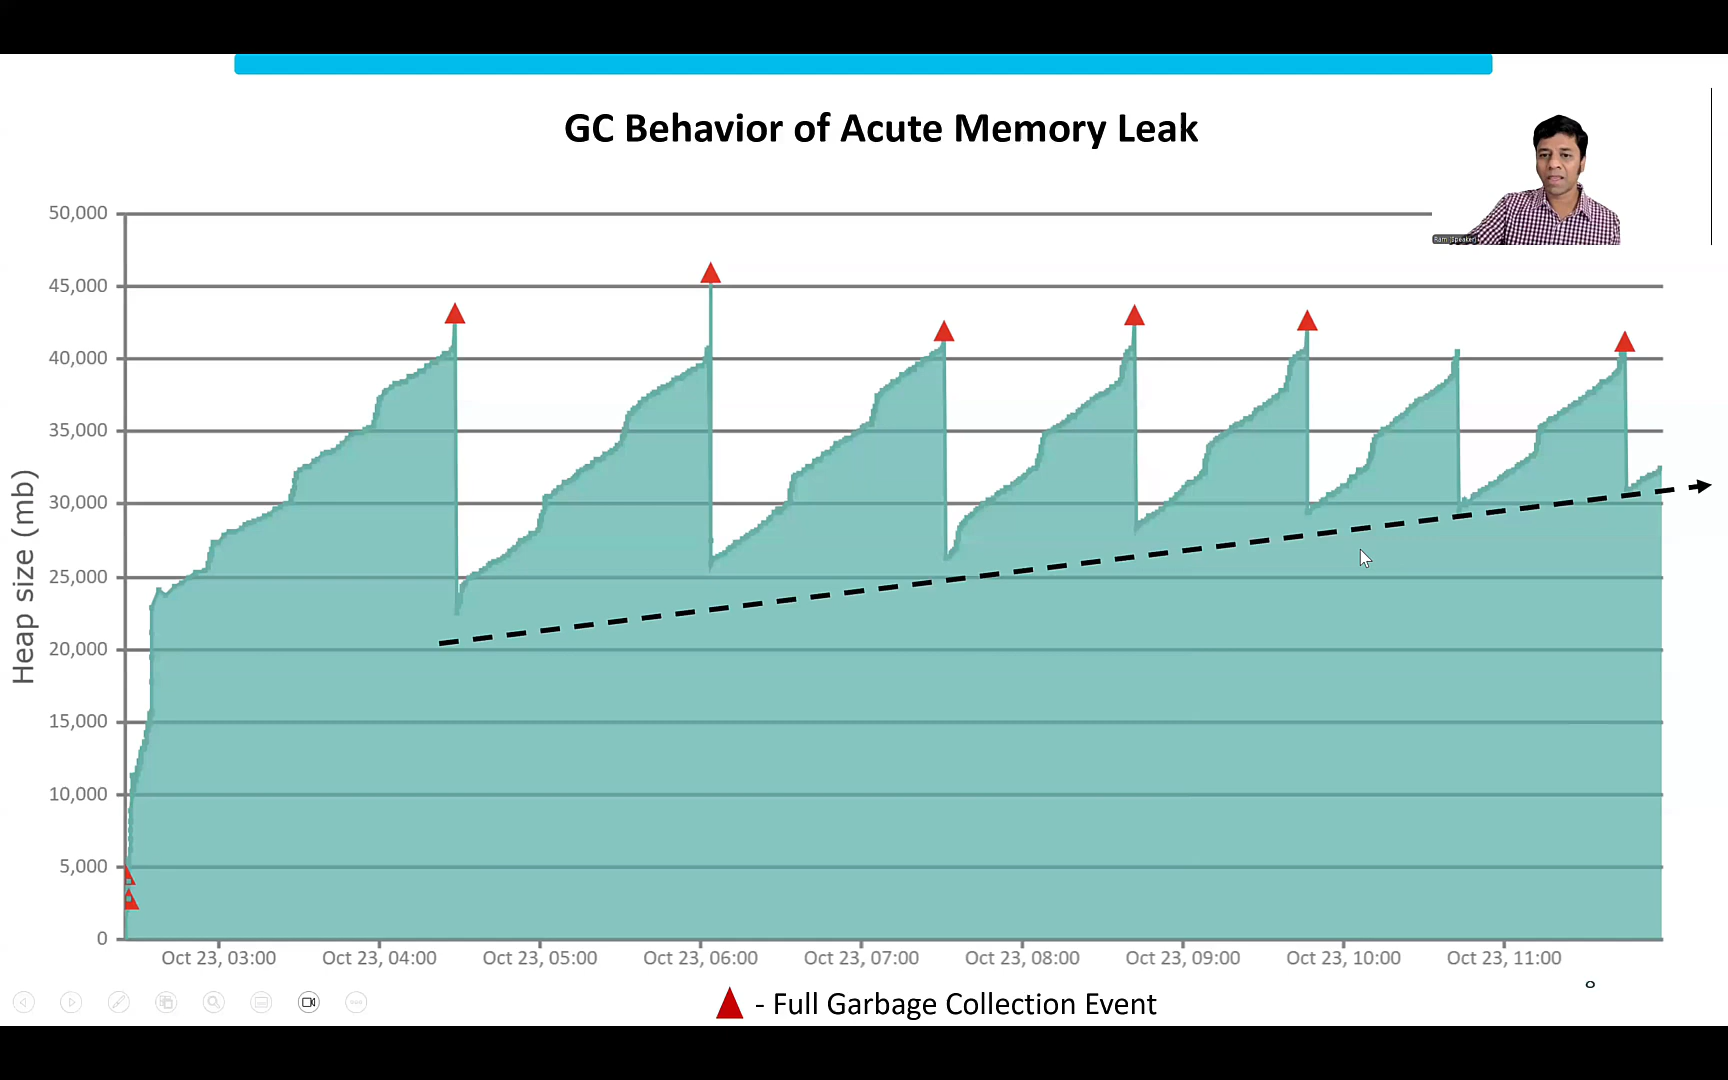 GC Behavior of Acute Memory Leak
Ram (Speaker)
50,000
45,000
40,000
35,000
30,000
25,000
20,000
15,000
10,000
5,000
0
Heap size (mb)
Oct 23, 03:00
Oct 23, 04:00
Oct 23, 05:00
Oct 23, 06:00
Oct 23, 07:00
Oct 23, 08:00
Oct 23, 09:00
Oct 23, 10:00
Oct 23, 11:00
- Full Garbage Collection Event